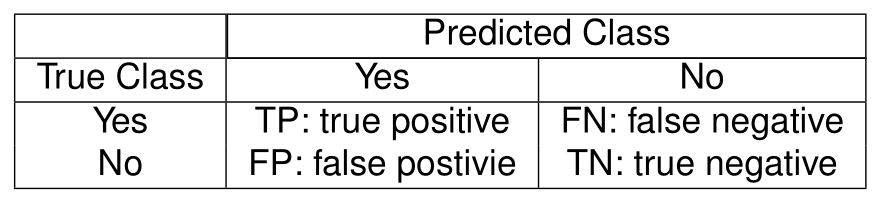 Predicted Class
True Class Yes No
Yes TP: true positive FN: false negative
No FP: false postivie TN: true negative